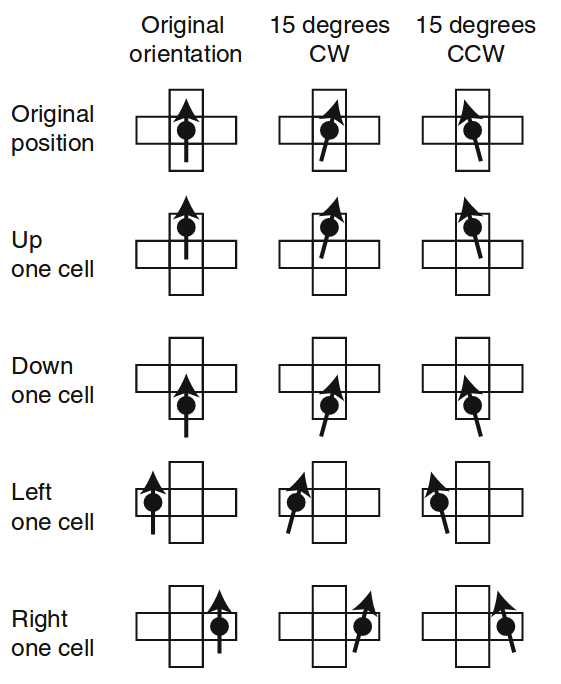 Original
orientation
15 degrees
CW
15 degrees
CCW
Original
position
Up
one cell
Down
one cell
Left
one cell
Right
one cell